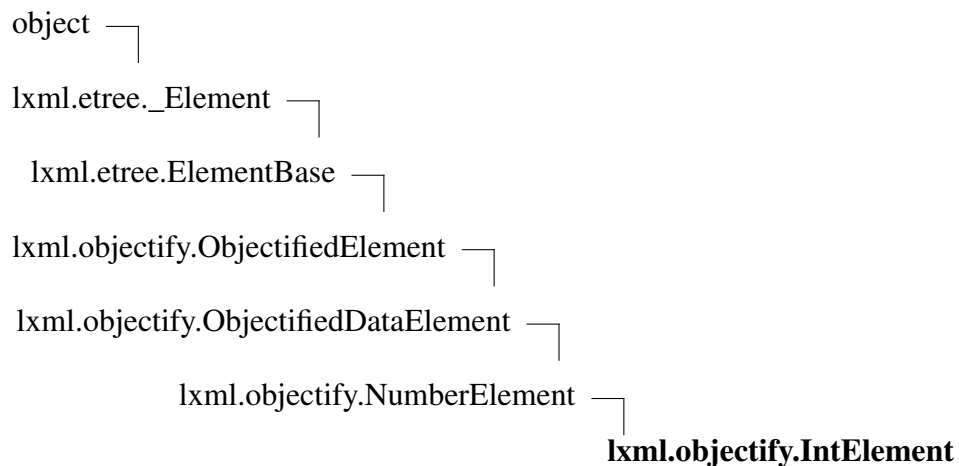 object
lxml.etree._Element
lxml.etree.ElementBase
lxml.objectify.ObjectifiedElement
lxml.objectify.ObjectifiedDataElement
lxml.objectify.NumberElement
lxml.objectify.IntElement